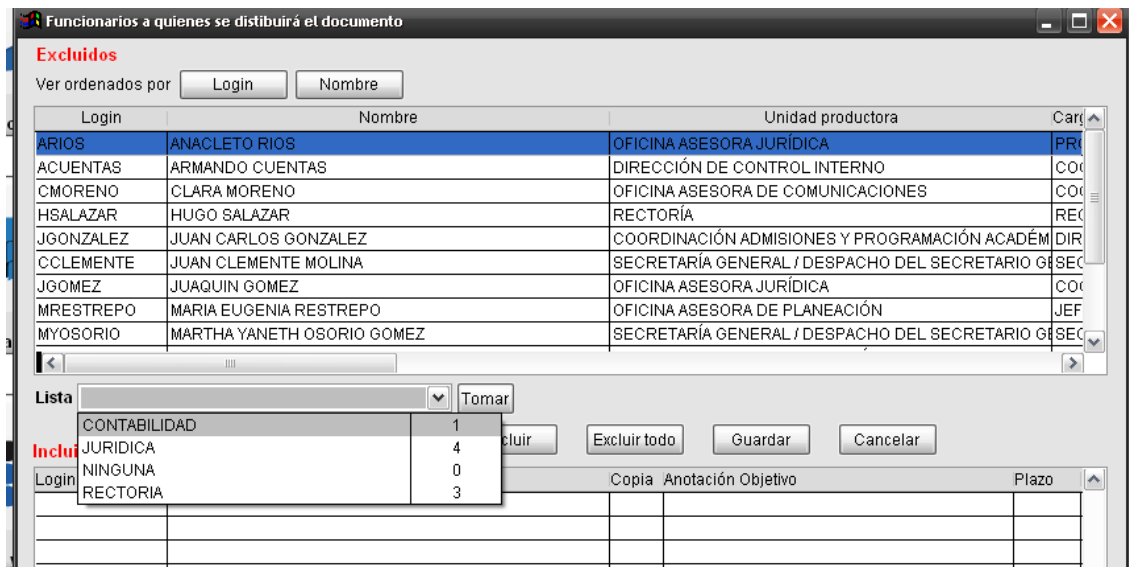 Funcionarios a quienes se distibuirá el documento
Excluidos
Ver ordenados por Login Nombre
Login Nombre Unidad productora
ARIOS ANACLETO RIOS OFICINA ASESORA JURÍDICA
ACUENTAS ARMANDO CUENTAS DIRECCIÓN DE CONTROL INTERNO
CMORENO CLARA MORENO OFICINA ASESORA DE COMUNICACIONES
HSALAZAR HUGO SALAZAR RECTORÍA
JGONZALEZ JUAN CARLOS GONZALEZ COORDINACIÓN ADMISIONES Y PROGRAMACIÓN ACADÉM DIR
CCLEMENTE JUAN CLEMENTE MOLINA SECRETARÍA GENERAL / DESPACHO DEL SECRETARIO
JGOMEZ JUAQUIN GOMEZ OFICINA ASESORA JURÍDICA
MRESTREPO MARIA EUGENIA RESTREPO OFICINA ASESORA DE PLANEACIÓN JEF
MYOSORIO MARTHA YANETH OSORIO GOMEZ SECRETARÍA GENERAL / DESPACHO DEL SECRETARIO
Lista Tomar
CONTABILIDAD 1
JURIDICA 4
NINGUNA 0
RECTORIA 3
cluir Excluir todo Guardar Cancelar
Inclui
Login Copia Anotación Objetivo Plazo